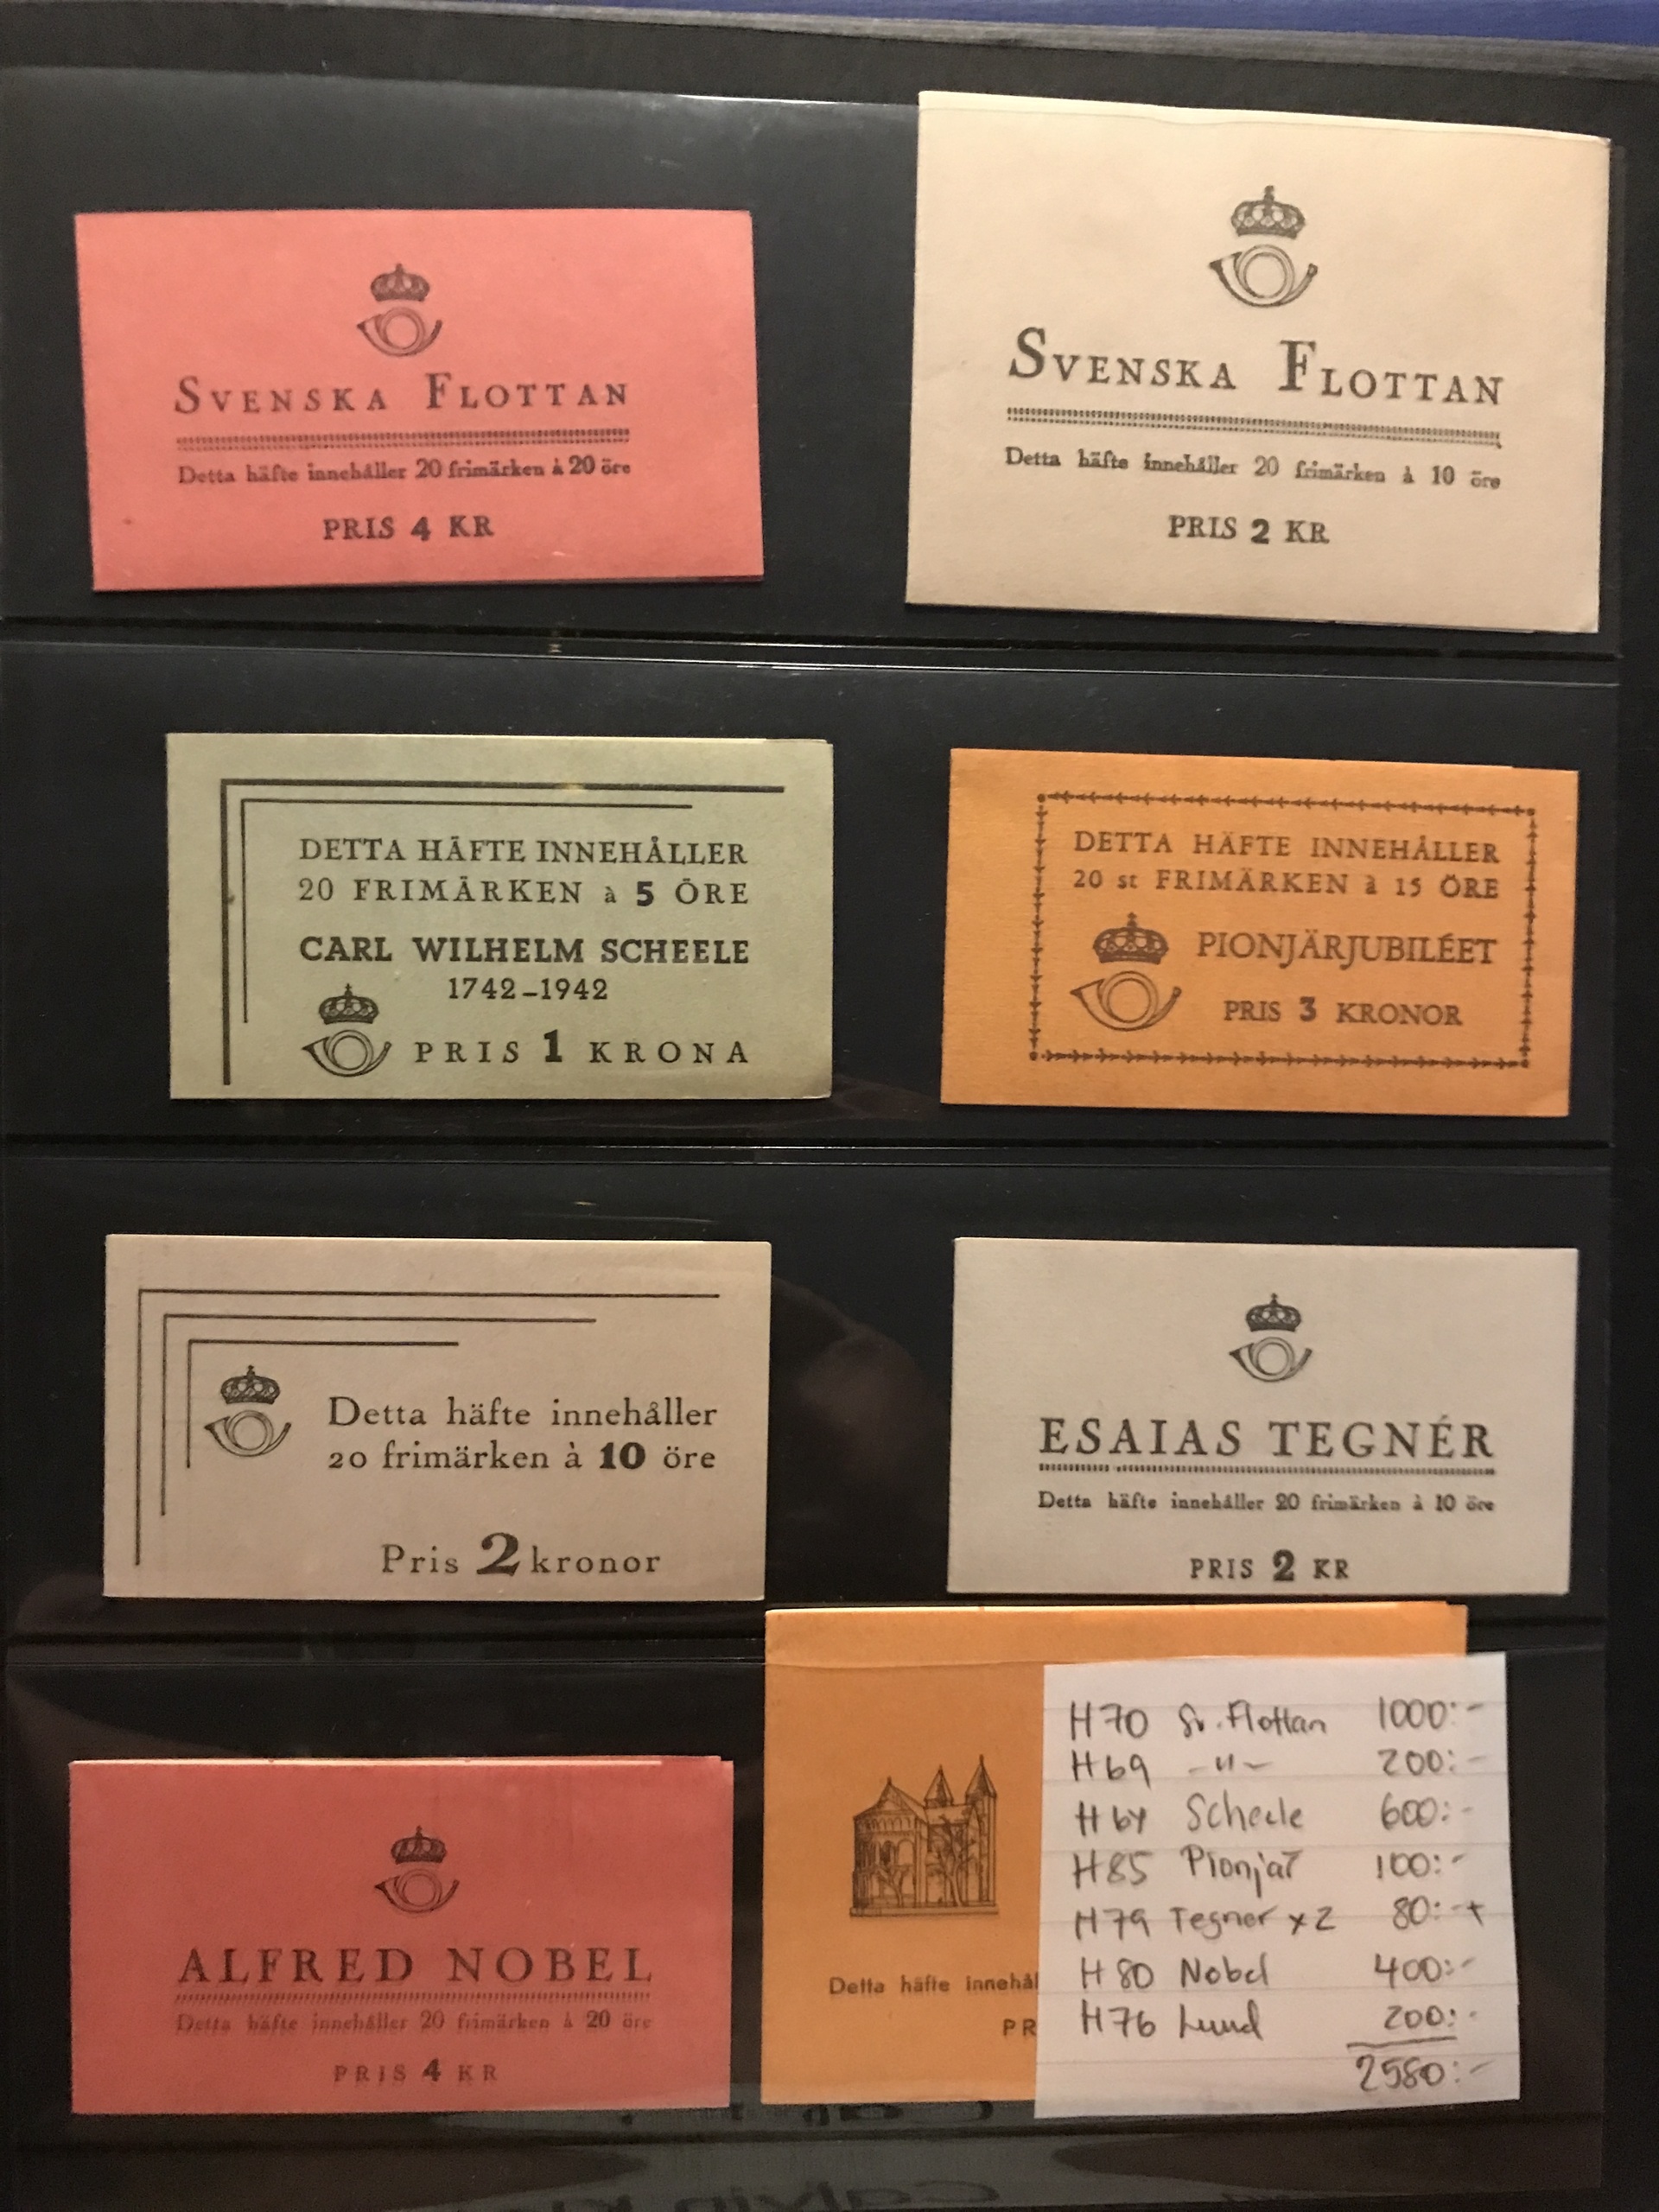 SVENSKA FLOTTAN
Detta häfte innehåller 20 frimärken à 20 öre
PRIS 4 KR
SVENSKA FLOTTAN
Detta häfte innehåller 20 frimärken à 10 öre
PRIS 2 KR
DETTA HÄFTE INNEHÅLLER
20 FRIMÄRKEN à 5 ÖRE
CARL WILHELM SCHEELE
1742-1942
PRIS 1 KRONA
DETTA HÄFTE INNEHÅLLER
20 st FRIMÄRKEN à 15 ÖRE
PIONJÄRJUBILÉET
PRIS 3 KRONOR
Detta häfte innehåller
20 frimärken à 10 öre
Pris 2 kronor
ESAIAS TEGNÉR
Detta häfte innehåller 20 frimärken à 10 öre
PRIS 2 KR
ALFRED NOBEL
Detta häfte innehåller 20 frimärken à 20 öre
PRIS 4 KR
Detta häfte innehål
PR
H70 Sv. Flottan 1000:-
H69 -"- 200:-
H64 Scheele 600:-
H85 Pionjär 100:-
H79 Tegner x2 80:-+
H80 Nobel 400:-
H76 Lund 200:-
2580:-